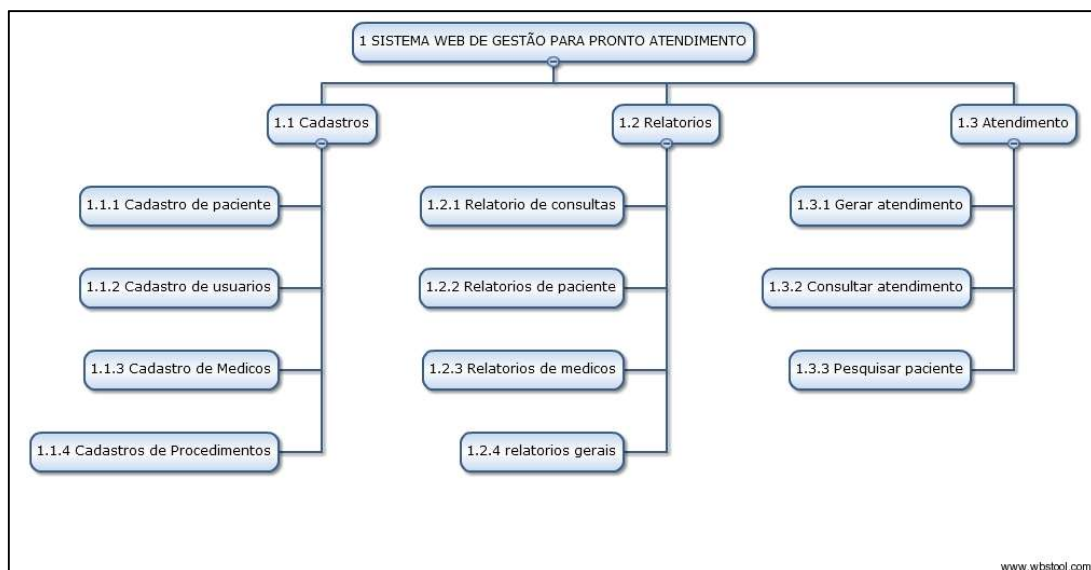 1 SISTEMA WEB DE GESTÃO PARA PRONTO ATENDIMENTO
1.1 Cadastros
1.2 Relatorios
1.3 Atendimento
1.1.1 Cadastro de paciente
1.2.1 Relatorio de consultas
1.3.1 Gerar atendimento
1.1.2 Cadastro de usuarios
1.2.2 Relatorios de paciente
1.3.2 Consultar atendimento
1.1.3 Cadastro de Medicos
1.2.3 Relatorios de medicos
1.3.3 Pesquisar paciente
1.1.4 Cadastros de Procedimentos
1.2.4 relatorios gerais
www.wbstool.com